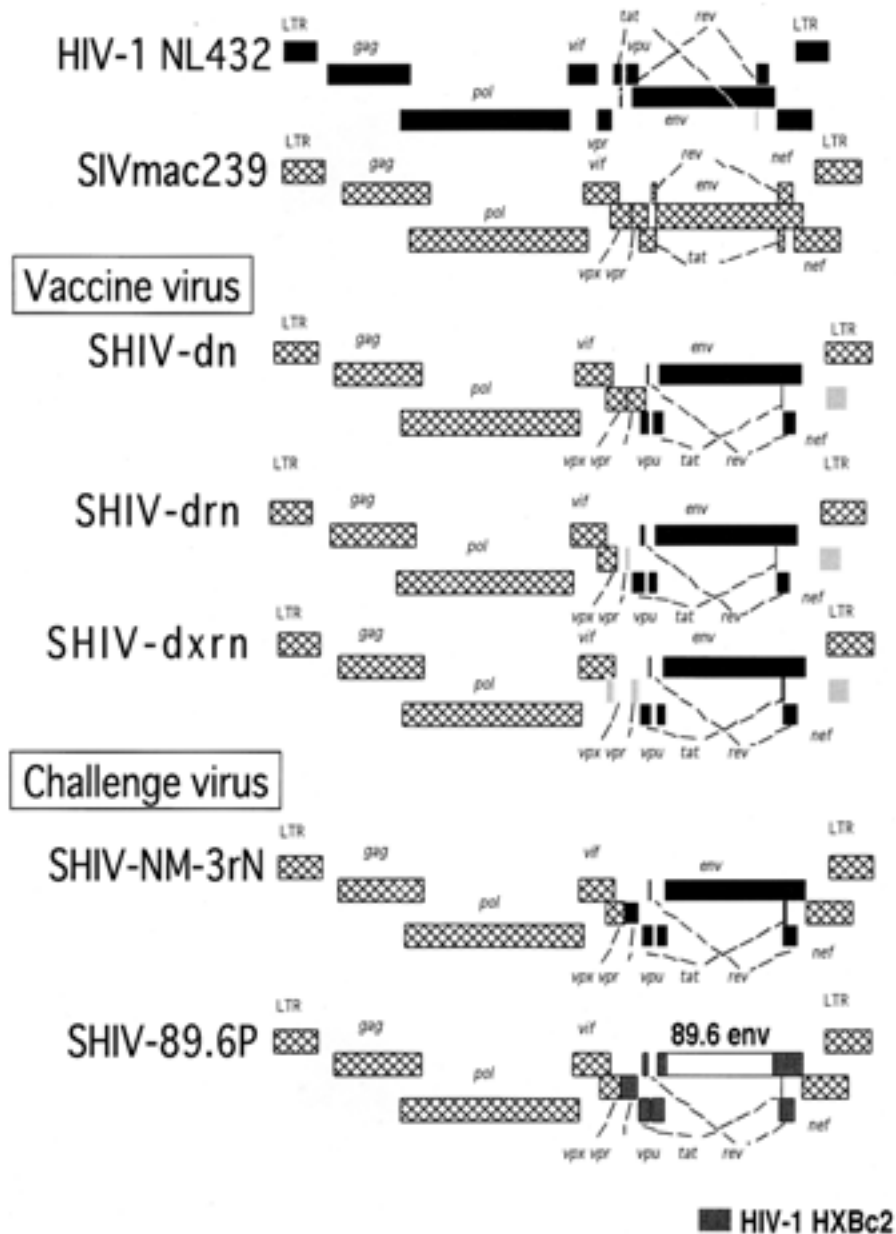 LTR tat rev LTR
HIV-1 NL432 gag vif vpu
pol
vpr env
LTR nef LTR
SIVmac239 gag vif rev env
pol
vpx vpr tat nef
Vaccine virus
LTR LTR
SHIV-dn gag vif env
pol
vpx vpr vpu tat rev nef
LTR LTR
SHIV-drn gag vif env
pol
vpx vpr vpu tat rev nef
LTR LTR
SHIV-dxrn gag vif env
pol
vpx vpr vpu tat rev nef
Challenge virus
LTR LTR
SHIV-NM-3rN gag vif env
pol
vpx vpr vpu tat rev nef
LTR LTR
SHIV-89.6P gag vif 89.6 env
pol
vpx vpr vpu tat rev nef
HIV-1 HXBc2